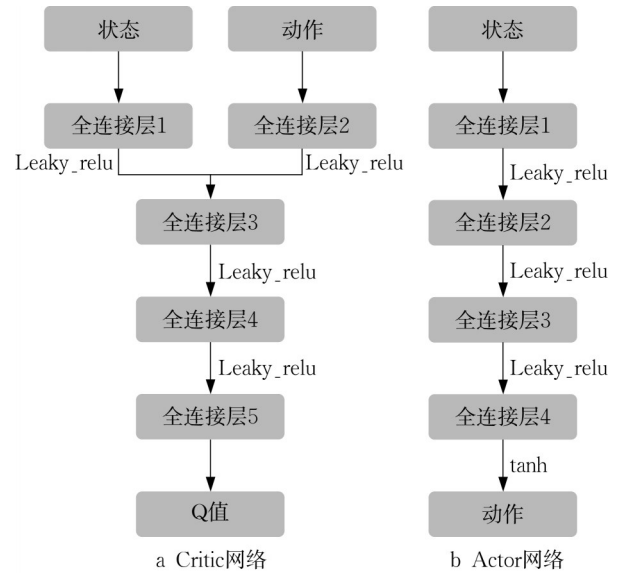 状态
动作
全连接层1
全连接层2
Leaky_relu
Leaky_relu
全连接层3
Leaky_relu
全连接层4
Leaky_relu
全连接层5
Q值
a Critic网络
状态
全连接层1
Leaky_relu
全连接层2
Leaky_relu
全连接层3
Leaky_relu
全连接层4
tanh
动作
b Actor网络